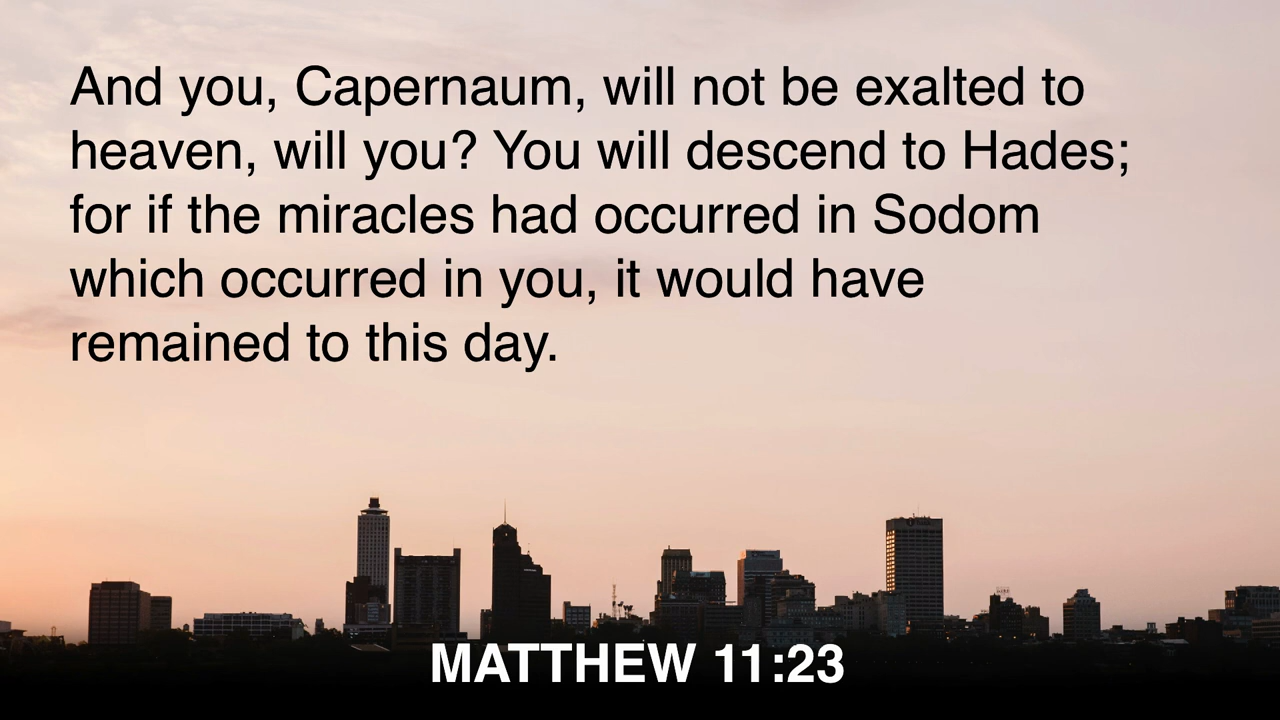 And you, Capernaum, will not be exalted to
heaven, will you? You will descend to Hades;
for if the miracles had occurred in Sodom
which occurred in you, it would have
remained to this day.
MATTHEW 11:23